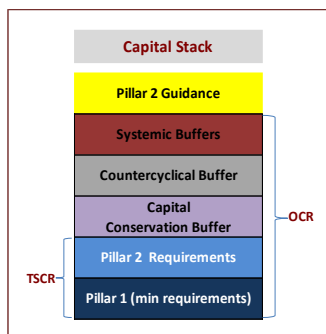 Capital Stack
Pillar 2 Guidance
Systemic Buffers
Countercyclical Buffer
Capital
Conservation Buffer
OCR
Pillar 2 Requirements
TSCR
Pillar 1 (min requirements)